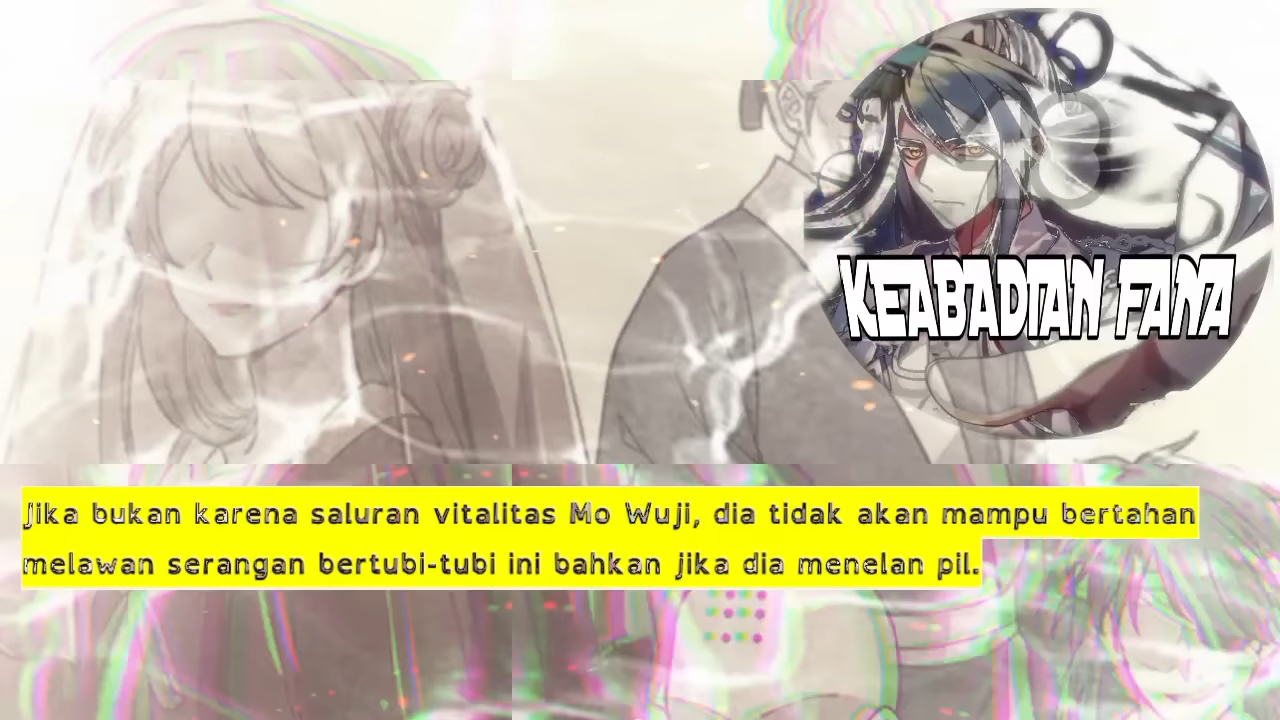 KEABADIAN FANA
Jika bukan karena saluran vitalitas Mo Wuji, dia tidak akan mampu bertahan
melawan serangan bertubi-tubi ini bahkan jika dia menelan pil.